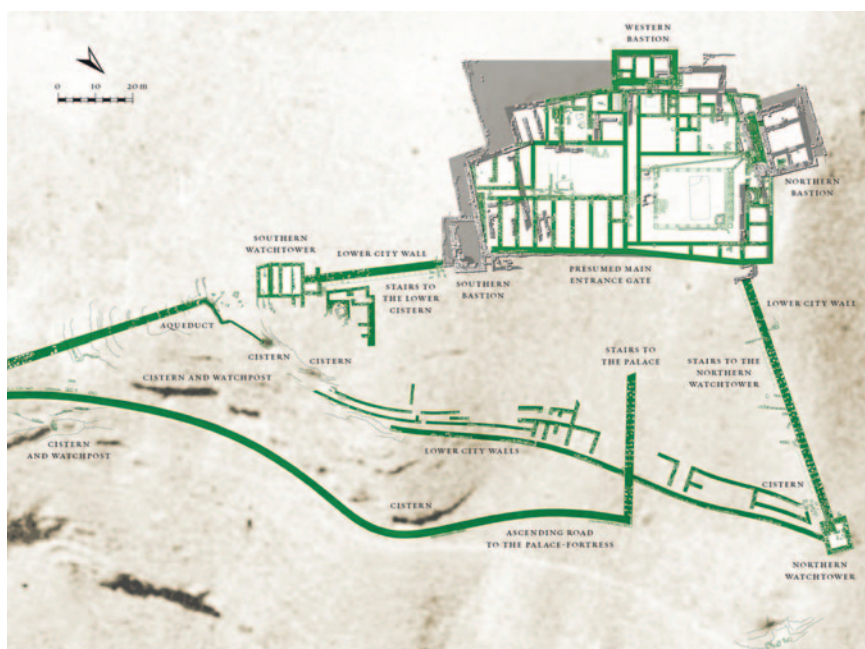 WESTERN
BASTION
0 10 20 m
NORTHERN
BASTION
SOUTHERN
WATCHTOWER
LOWER CITY WALL
STAIRS TO
THE LOWER
CISTERN
SOUTHERN
BASTION
PRESUMED MAIN
ENTRANCE GATE
LOWER CITY WALL
AQUEDUCT
CISTERN
CISTERN
STAIRS TO
THE PALACE
STAIRS TO THE
NORTHERN
WATCHTOWER
CISTERN AND WATCHPOST
CISTERN
AND WATCHPOST
LOWER CITY WALLS
CISTERN
CISTERN
ASCENDING ROAD
TO THE PALACE-FORTRESS
NORTHERN
WATCHTOWER